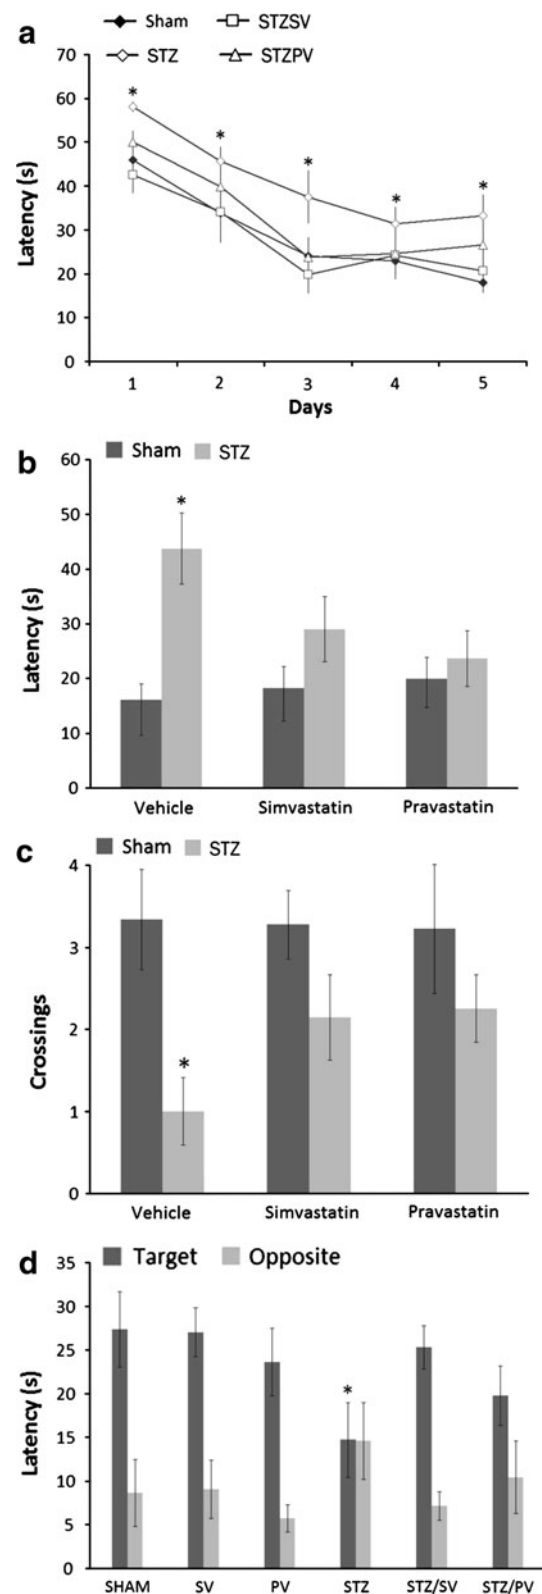 a
Sham STZSV
STZ STZPV
70
60
50
40
30
20
10
0
Latency (s)
* * * * *
1 2 3 4 5
Days
b
Sham STZ
60
50
40
30
20
10
0
Latency (s)
*
Vehicle Simvastatin Pravastatin
c
Sham STZ
4
3
2
1
0
Crossings
*
Vehicle Simvastatin Pravastatin
d
Target Opposite
35
30
25
20
15
10
5
0
Latency (s)
*
SHAM SV PV STZ STZ/SV STZ/PV